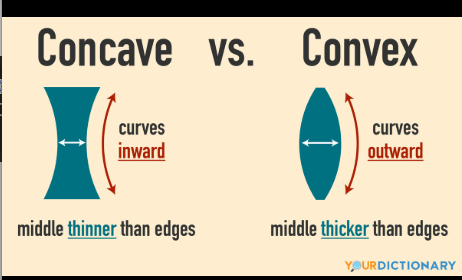 Concave vs. Convex
curves
inward
curves
outward
middle thinner than edges
middle thicker than edges
YOURDICTIONARY